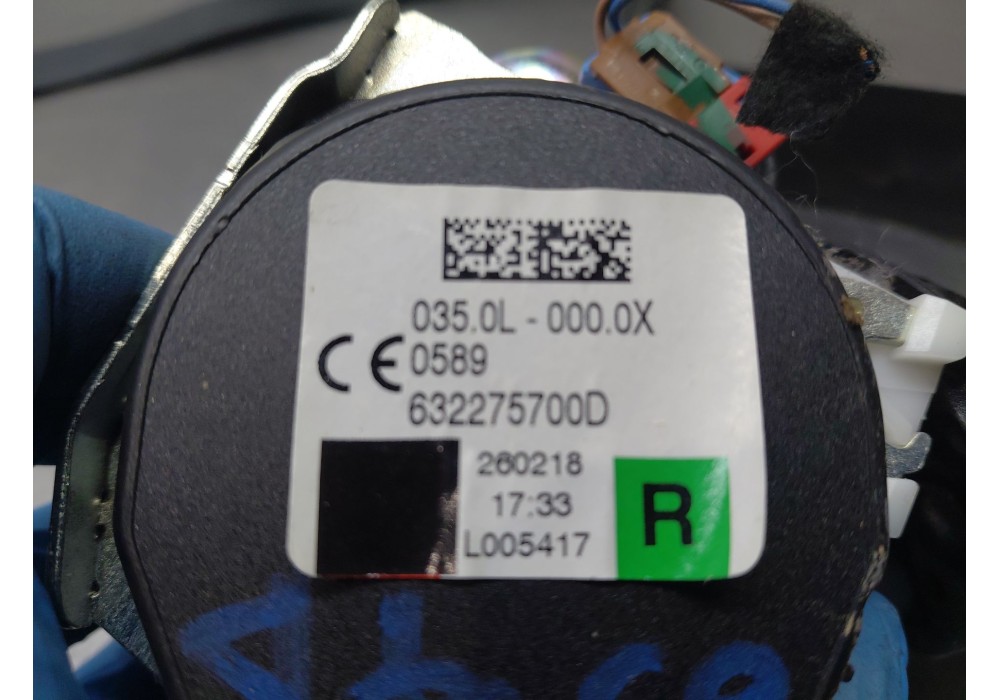 035.0L - 000.0X
CE 0589
632275700D
260218
17:33
L005417
R